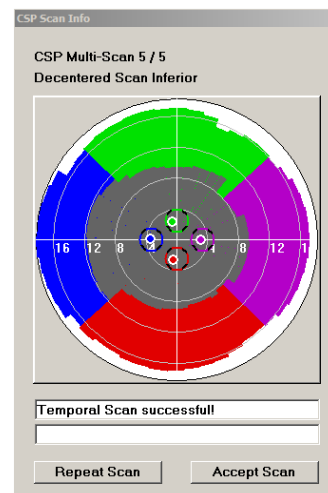 CSP Scan Info
CSP Multi-Scan 5 / 5
Decentered Scan Inferior
16 12 8 4 8 12 1
Temporal Scan successful!
Repeat Scan Accept Scan